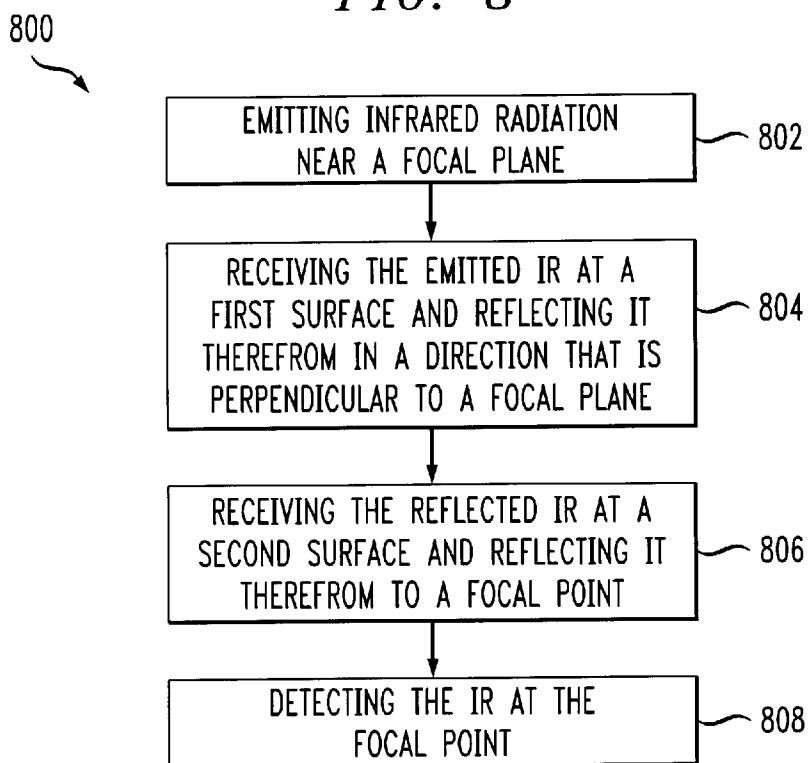 FIG. 8
800
EMITTING INFRARED RADIATION
NEAR A FOCAL PLANE
802
RECEIVING THE EMITTED IR AT A
FIRST SURFACE AND REFLECTING IT
THEREFROM IN A DIRECTION THAT IS
PERPENDICULAR TO A FOCAL PLANE
804
RECEIVING THE REFLECTED IR AT A
SECOND SURFACE AND REFLECTING IT
THEREFROM TO A FOCAL POINT
806
DETECTING THE IR AT THE
FOCAL POINT
808